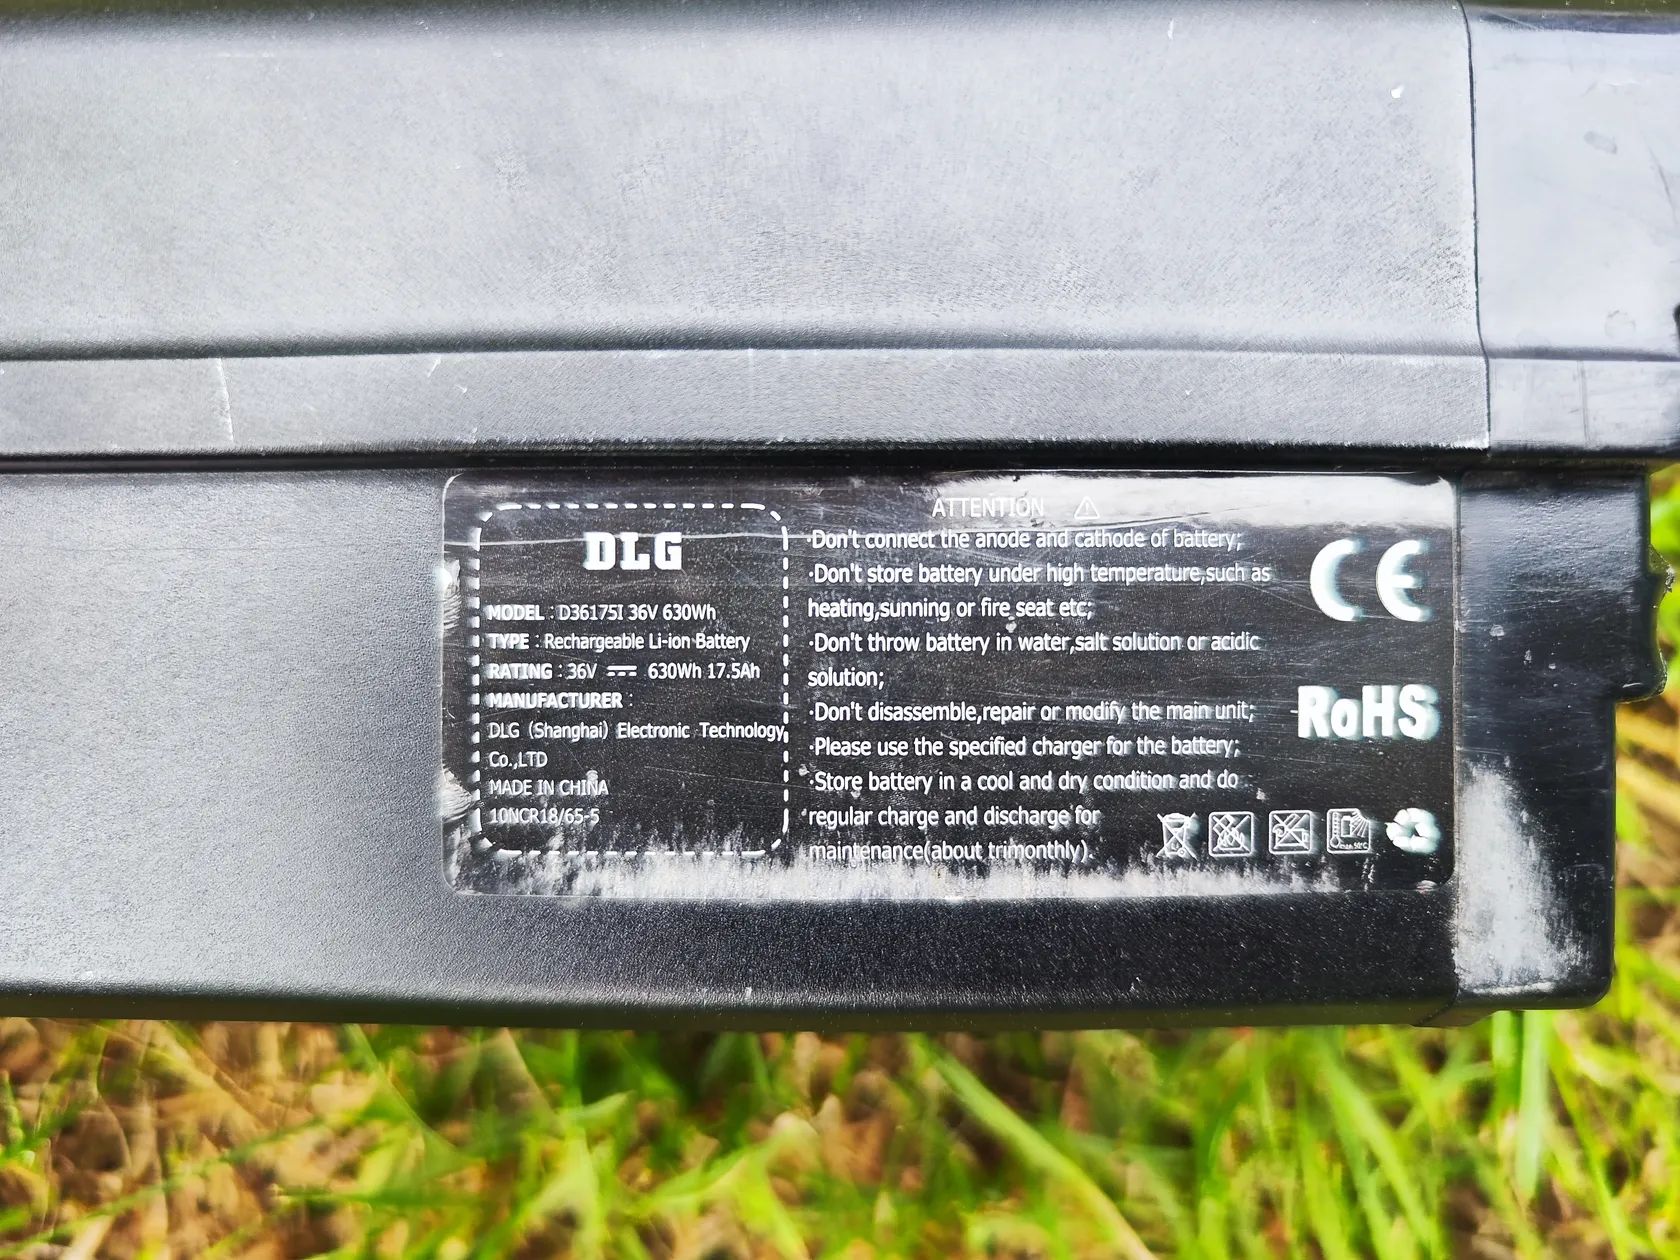 DLG
MODEL : D36175I 36V 630Wh
TYPE : Rechargeable Li-ion Battery
RATING : 36V ⎓ 630Wh 17.5Ah
MANUFACTURER :
DLG (Shanghai) Electronic Technology
Co.,LTD
MADE IN CHINA
10NCR18/65-5
ATTENTION
·Don't connect the anode and cathode of battery;
·Don't store battery under high temperature,such as
heating,sunning or fire seat etc;
·Don't throw battery in water,salt solution or acidic
solution;
·Don't disassemble,repair or modify the main unit;
·Please use the specified charger for the battery;
·Store battery in a cool and dry condition and do
regular charge and discharge for
maintenance(about trimonthly).
CE
RoHS